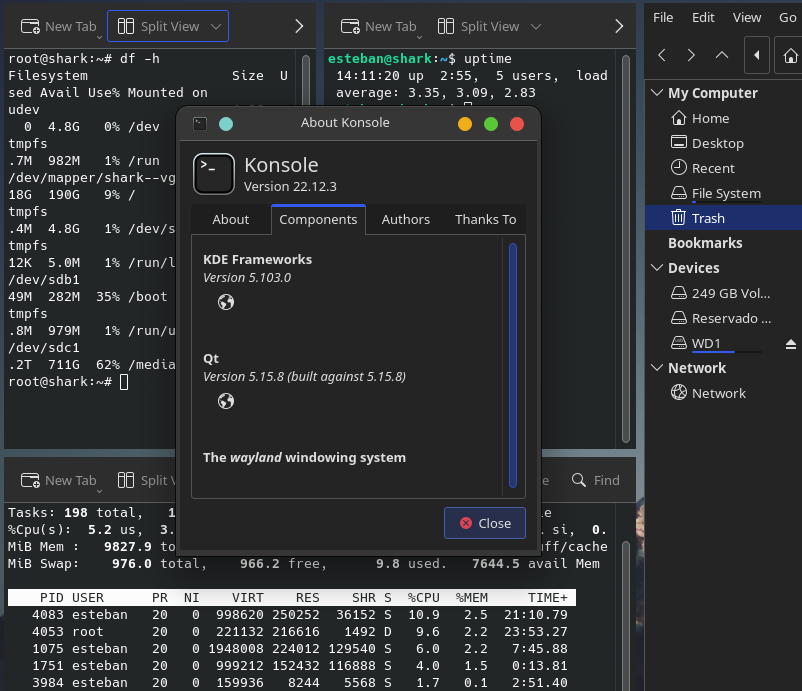 New Tab
Split View
root@shark:~# df -h
Filesystem Size U
sed Avail Use% Mounted on
udev
0 4.8G 0% /dev
tmpfs
.7M 982M 1% /run
/dev/mapper/shark--vg
18G 190G 9% /
tmpfs
.4M 4.8G 1% /dev/s
tmpfs
12K 5.0M 1% /run/l
/dev/sdb1
49M 282M 35% /boot
tmpfs
.8M 979M 1% /run/u
/dev/sdc1
.2T 711G 62% /media
root@shark:~#
New Tab
Split View
esteban@shark:~$ uptime
14:11:20 up 2:55, 5 users, load
average: 3.35, 3.09, 2.83
About Konsole
>_
Konsole
Version 22.12.3
About
Components
Authors
Thanks To
KDE Frameworks
Version 5.103.0
Qt
Version 5.15.8 (built against 5.15.8)
The wayland windowing system
Close
File Edit View Go
My Computer
Home
Desktop
Recent
File System
Trash
Bookmarks
Devices
249 GB Vol...
Reservado ...
WD1
Network
Network
New Tab
Split V
Find
Tasks: 198 total, 1
%Cpu(s): 5.2 us, 3. si, 0.
MiB Mem : 9827.9 to uff/cache
MiB Swap: 976.0 total, 966.2 free, 9.8 used. 7644.5 avail Mem
PID USER PR NI VIRT RES SHR S %CPU %MEM TIME+
4083 esteban 20 0 998620 250252 36152 S 10.9 2.5 21:10.79
4053 root 20 0 221132 216616 1492 D 9.6 2.2 23:53.27
1075 esteban 20 0 1948008 224012 129540 S 6.0 2.2 7:45.88
1751 esteban 20 0 999212 152432 116888 S 4.0 1.5 0:13.81
3984 esteban 20 0 159936 8244 5568 S 1.7 0.1 2:51.40